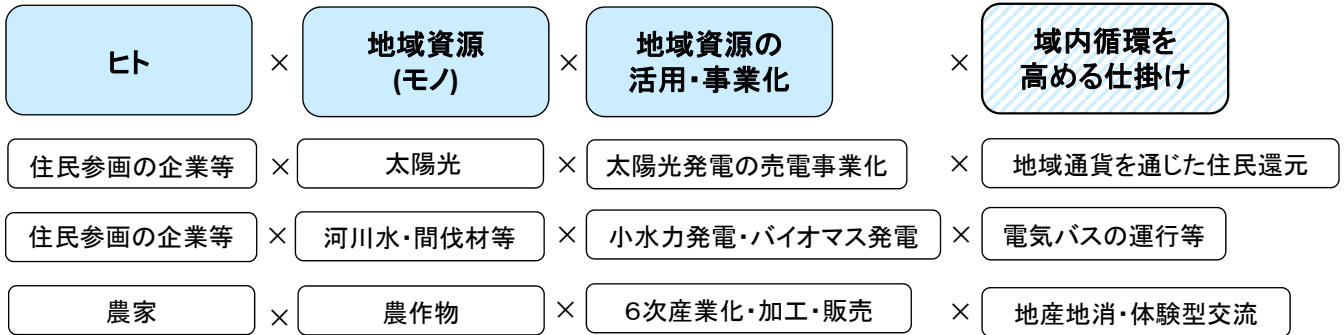 ヒト × 地域資源 × 地域資源の × 域内循環を
(モノ) 活用・事業化 高める仕掛け
住民参画の企業等 × 太陽光 × 太陽光発電の売電事業化 × 地域通貨を通じた住民還元
住民参画の企業等 × 河川水・間伐材等 × 小水力発電・バイオマス発電 × 電気バスの運行等
農家 × 農作物 × 6次産業化・加工・販売 × 地産地消・体験型交流